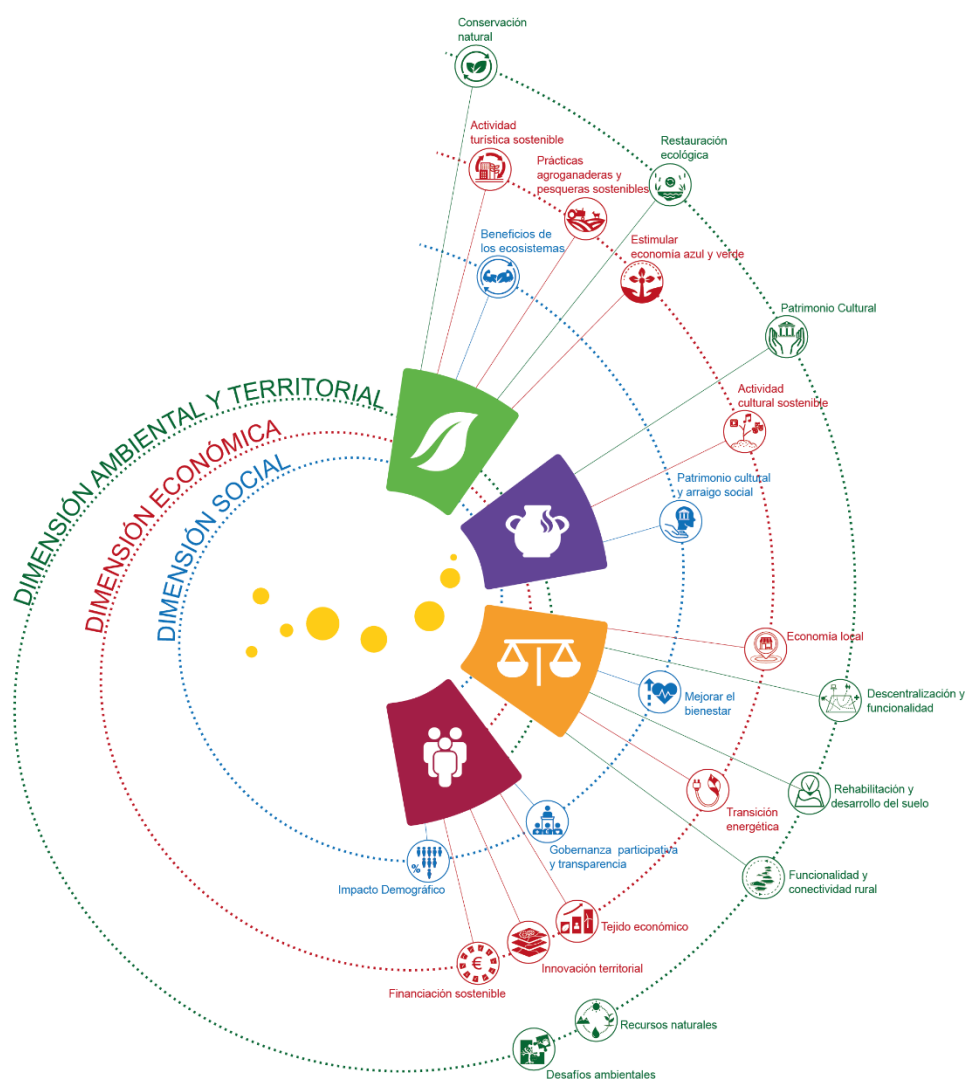 Conservación
natural
Actividad
turística sostenible
Prácticas
agroganaderas y
pesqueras sostenibles
Restauración
ecológica
Beneficios de
los ecosistemas
Estimular
economía azul y verde
Patrimonio Cultural
Actividad
cultural sostenible
DIMENSIÓN AMBIENTAL Y TERRITORIAL
DIMENSIÓN ECONÓMICA
DIMENSIÓN SOCIAL
Patrimonio cultural
y arraigo social
Economía local
Mejorar el
bienestar
Descentralización y
funcionalidad
Rehabilitación y
desarrollo del suelo
Transición
energética
Gobernanza participativa
y transparencia
Impacto Demográfico
%
Funcionalidad y
conectividad rural
Tejido económico
Innovación territorial
€
Financiación sostenible
Recursos naturales
Desafíos ambientales